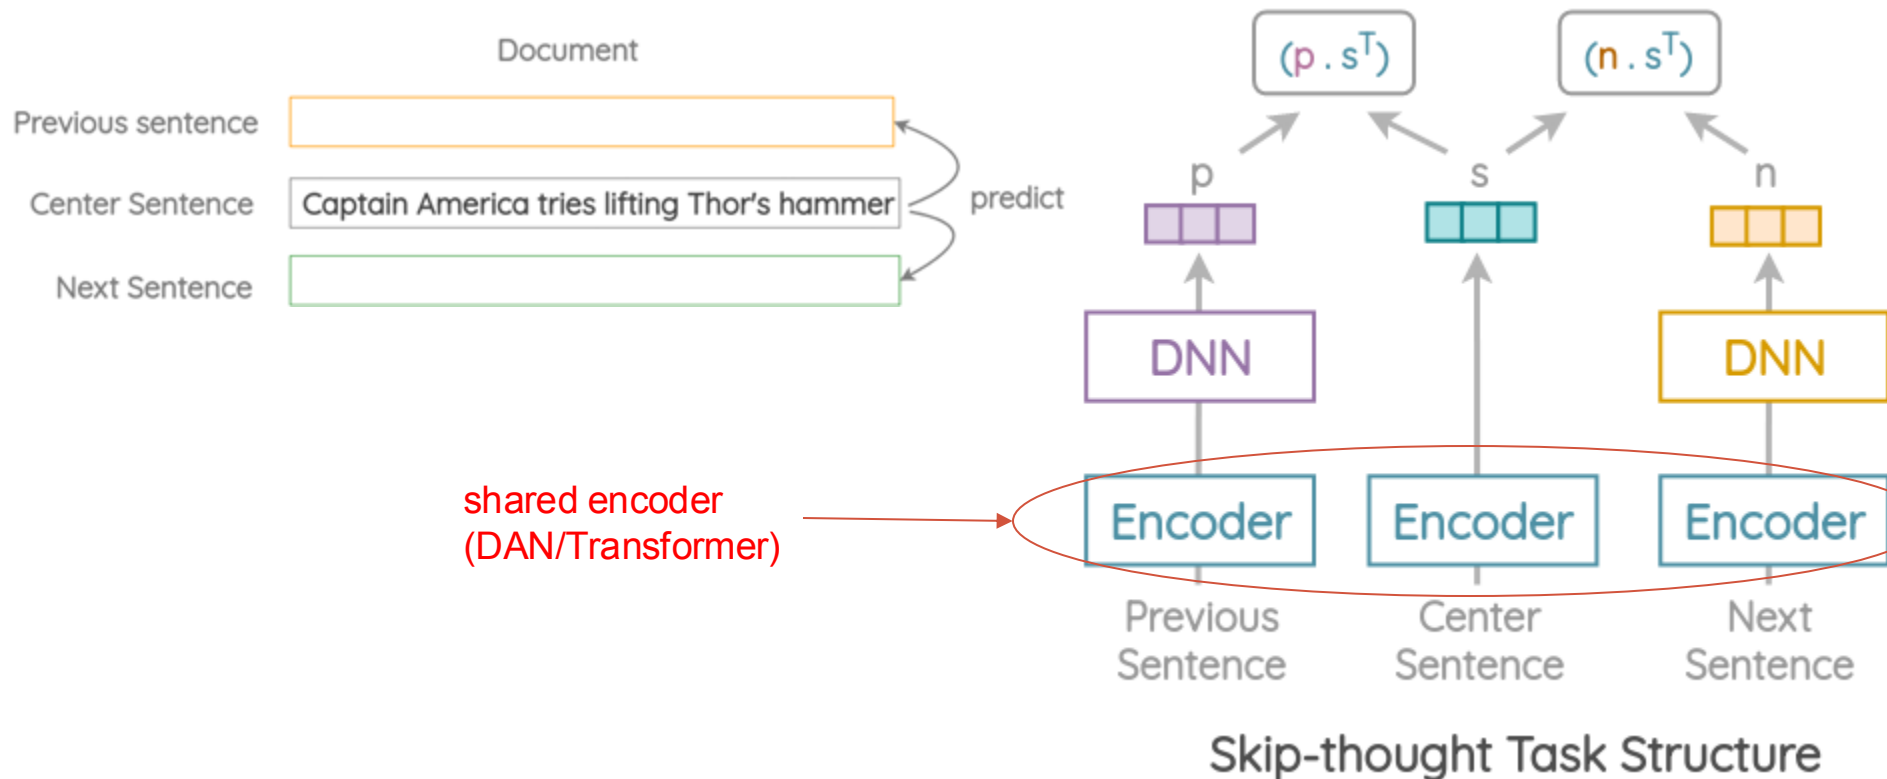 Document
Previous sentence
Center Sentence
Captain America tries lifting Thor's hammer
predict
Next Sentence
(p . sᵀ)
(n . sᵀ)
p
s
n
DNN
DNN
shared encoder
(DAN/Transformer)
Encoder
Encoder
Encoder
Previous
Sentence
Center
Sentence
Next
Sentence
Skip-thought Task Structure